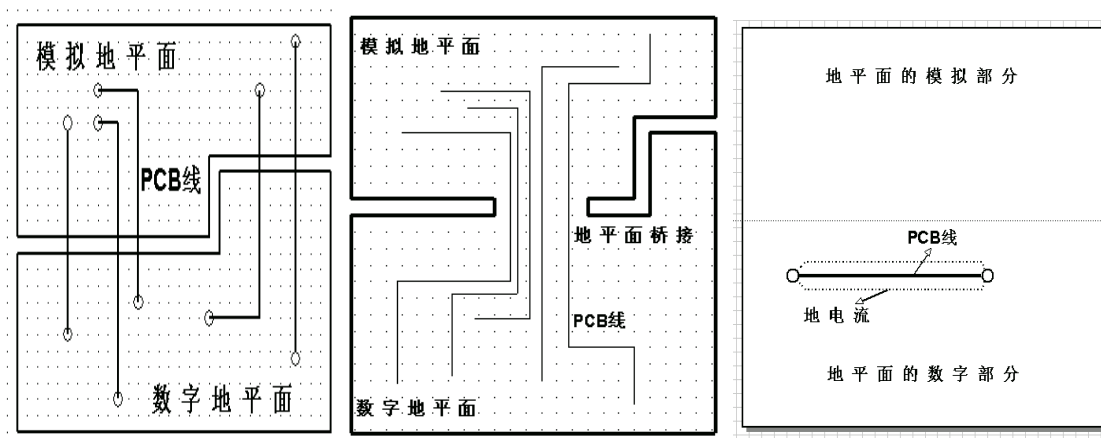 模拟地平面
PCB线
数字地平面
模拟地平面
地平面桥接
PCB线
数字地平面
地平面的模拟部分
PCB线
地电流
地平面的数字部分